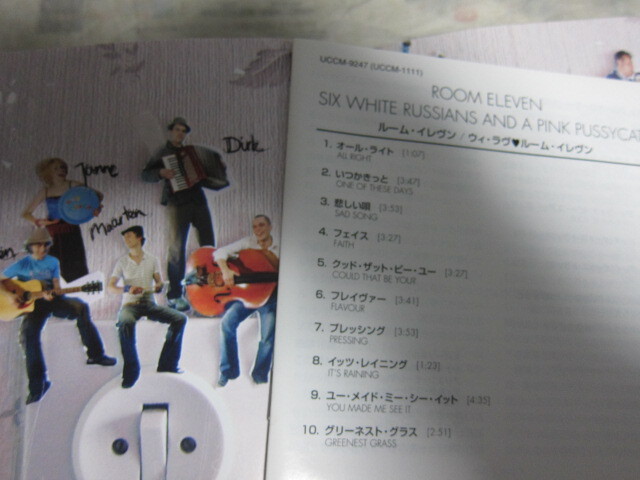 Janne
Dirk
Maarten
UCCM-9247 (UCCM-1111)
ROOM ELEVEN
SIX WHITE RUSSIANS AND A PINK PUSSYCAT
ルーム・イレヴン / ウィ・ラヴ♥ルーム・イレヴン
1. オール・ライト [1:07]
ALL RIGHT
2. いつかきっと [3:47]
ONE OF THESE DAYS
3. 悲しい唄 [3:53]
SAD SONG
4. フェイス [3:27]
FAITH
5. クッド・ザット・ビー・ユー [3:27]
COULD THAT BE YOUR
6. フレイヴァー [3:41]
FLAVOUR
7. プレッシング [3:53]
PRESSING
8. イッツ・レイニング [1:23]
IT'S RAINING
9. ユー・メイド・ミー・シー・イット [4:35]
YOU MADE ME SEE IT
10. グリーネスト・グラス [2:51]
GREENEST GRASS